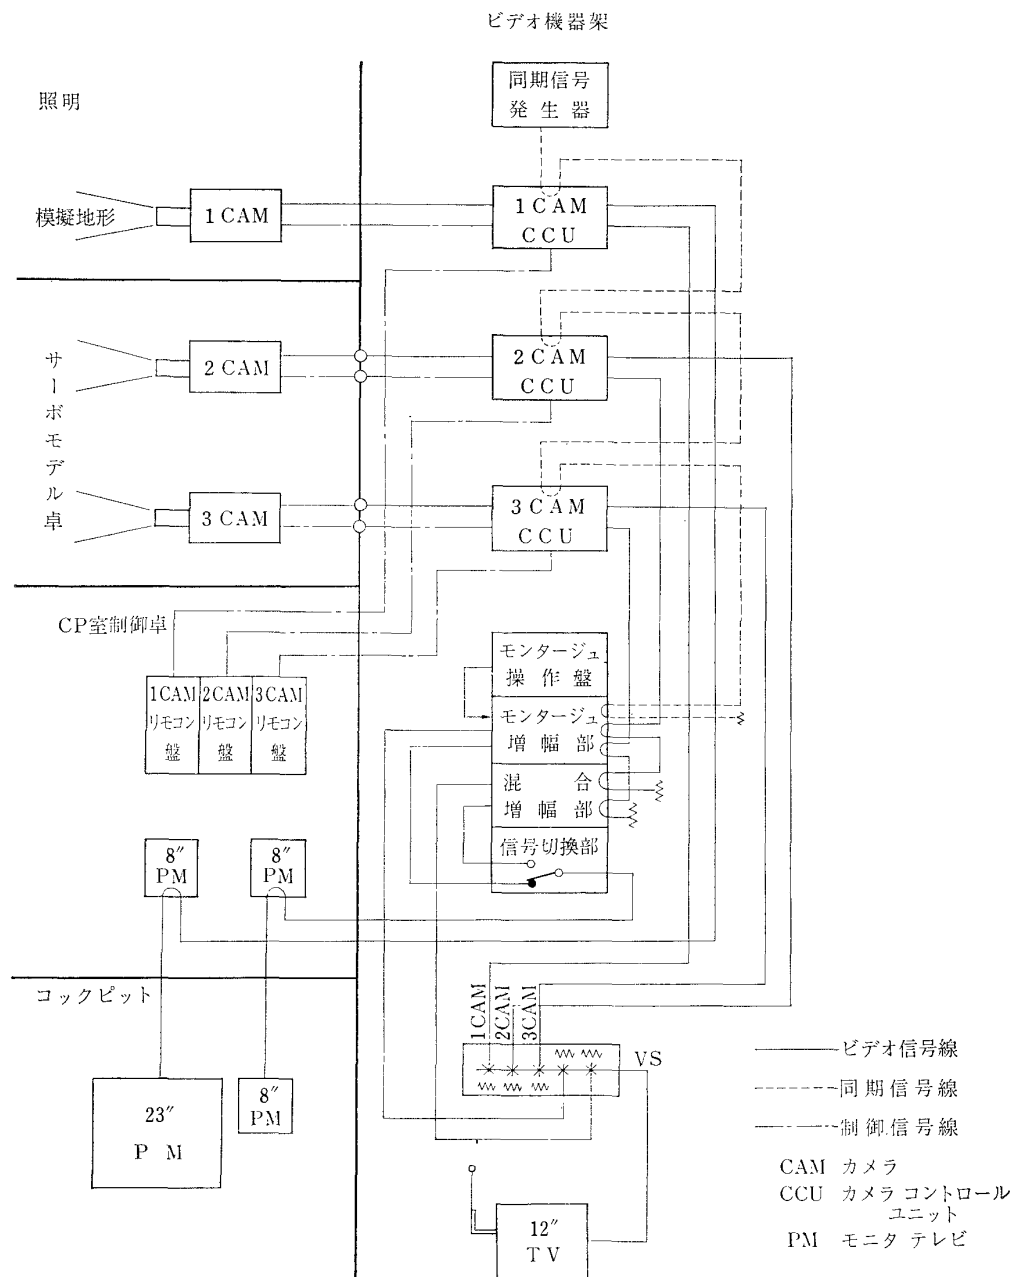 ビデオ機器架
同期信号
発生器
照明
模擬地形
1 CAM
1 CAM
CCU
サーボモデル卓
2 CAM
2 CAM
CCU
3 CAM
3 CAM
CCU
CP室制御卓
1CAM
リモコン
盤
2CAM
リモコン
盤
3CAM
リモコン
盤
モンタージュ
操作盤
モンタージュ
増幅部
混合
増幅部
信号切換部
8″
PM
8″
PM
コックピット
1CAM
2CAM
3CAM
VS
23″
PM
8″
PM
12″
TV
ビデオ信号線
同期信号線
制御信号線
CAM カメラ
CCU カメラ コントロール
ユニット
PM モニタ テレビ